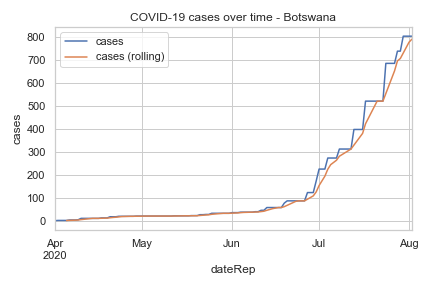 COVID-19 cases over time - Botswana
cases
cases (rolling)
800
700
600
500
400
300
200
100
0
cases
Apr
2020
May
Jun
Jul
Aug
dateRep